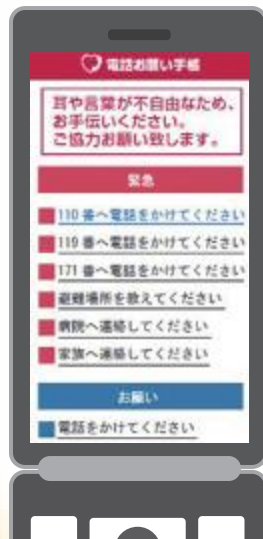 電話お願い手帳
耳や言葉が不自由なため、
お手伝いください。
ご協力お願い致します。
緊急
110 番へ電話をかけてください
119 番へ電話をかけてください
171 番へ電話をかけてください
避難場所を教えてください
病院へ連絡してください
家族へ連絡してください
お願い
電話をかけてください